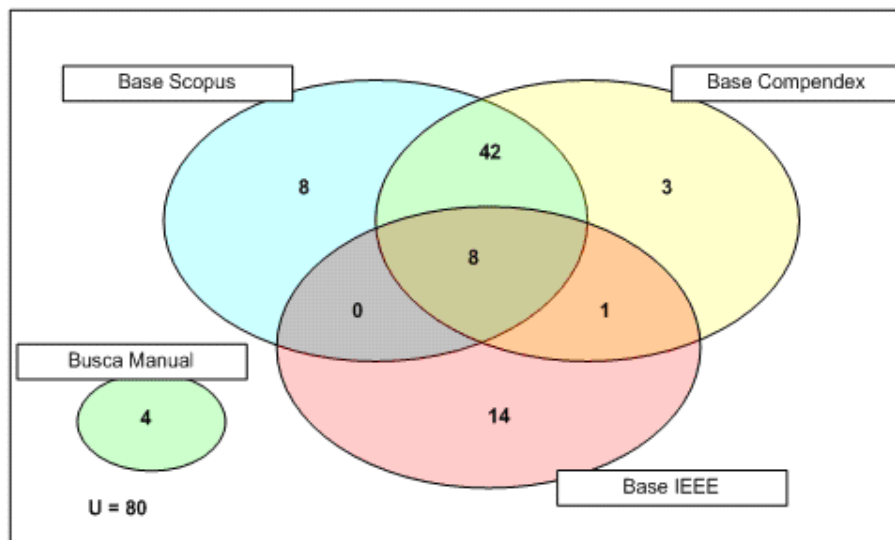 Base Scopus
Base Compendex
42
8
3
8
0
1
Busca Manual
4
14
Base IEEE
U = 80